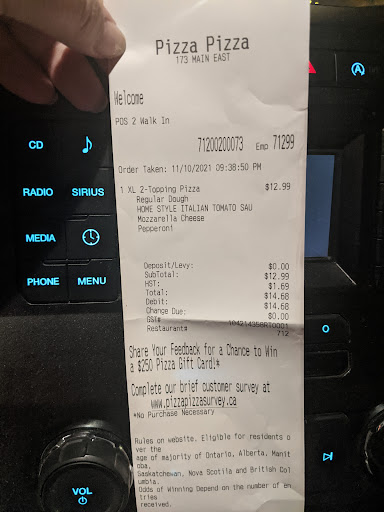 Pizza Pizza
173 MAIN EAST
Welcome
POS 2 Walk In
71200200073 Emp 71299
Order Taken: 11/10/2021 09:38:50 PM
1 XL 2-Topping Pizza $12.99
Regular Dough
HOME STYLE ITALIAN TOMATO SAU
Mozzarella Cheese
Pepperoni
Deposit/Levy: $0.00
SubTotal: $12.99
HST: $1.69
Total: $14.68
Debit: $14.68
Change Due: $0.00
GST# 104214358RT0001
Restaurant# 712
Share Your Feedback for a Chance to Win
a $250 Pizza Gift Card!*
Complete our brief customer survey at
www.pizzapizzasurvey.ca
*No Purchase Necessary
Rules on website. Eligible for residents o
ver the
age of majority of Ontario, Alberta, Manit
oba,
Saskatchewan, Nova Scotila and British Col
umbia.
Odds of Winning Depend on the number of en
tries
received.
CD
RADIO SIRIUS
MEDIA
PHONE MENU
VOL
A